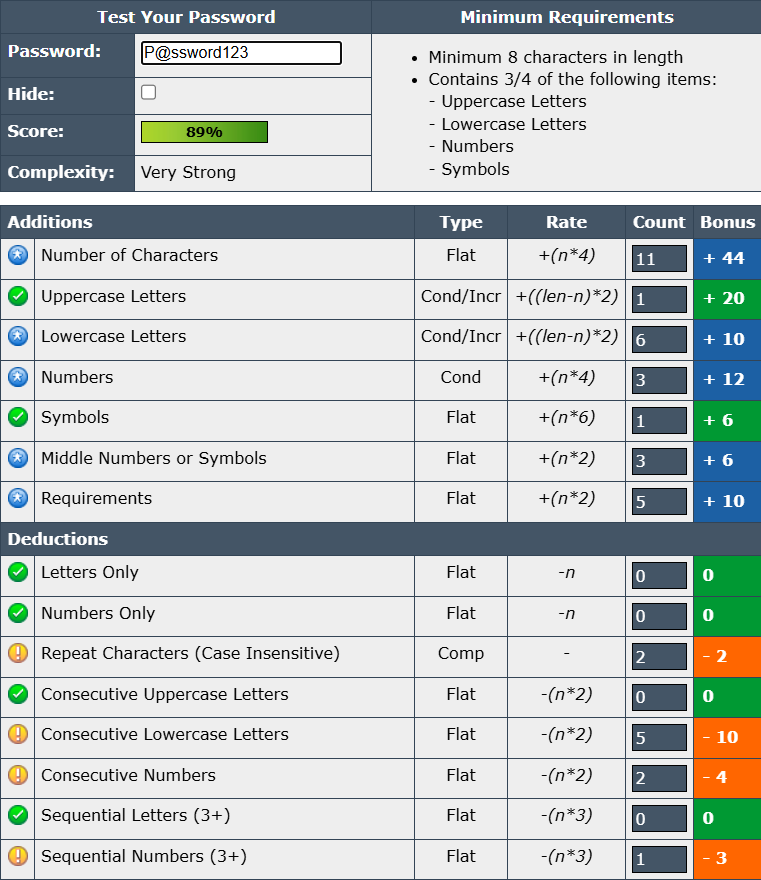 Test Your Password
Minimum Requirements
Password: P@ssword123
Hide:
Score: 89%
Complexity: Very Strong
• Minimum 8 characters in length
• Contains 3/4 of the following items:
- Uppercase Letters
- Lowercase Letters
- Numbers
- Symbols
Additions Type Rate Count Bonus
Number of Characters Flat +(n*4) 11 + 44
Uppercase Letters Cond/Incr +((len-n)*2) 1 + 20
Lowercase Letters Cond/Incr +((len-n)*2) 6 + 10
Numbers Cond +(n*4) 3 + 12
Symbols Flat +(n*6) 1 + 6
Middle Numbers or Symbols Flat +(n*2) 3 + 6
Requirements Flat +(n*2) 5 + 10
Deductions
Letters Only Flat -n 0 0
Numbers Only Flat -n 0 0
Repeat Characters (Case Insensitive) Comp - 2 - 2
Consecutive Uppercase Letters Flat -(n*2) 0 0
Consecutive Lowercase Letters Flat -(n*2) 5 - 10
Consecutive Numbers Flat -(n*2) 2 - 4
Sequential Letters (3+) Flat -(n*3) 0 0
Sequential Numbers (3+) Flat -(n*3) 1 - 3